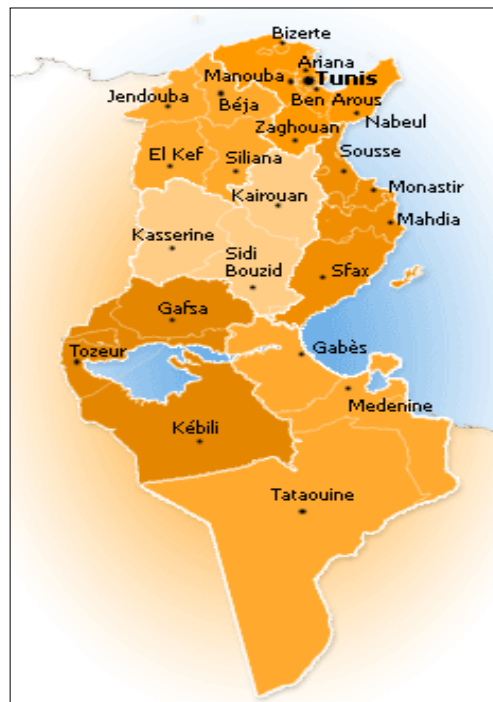 Bizerte
Ariana
Manouba
Tunis
Jendouba
Béja
Ben Arous
Zaghouan
Nabeul
El Kef
Siliana
Sousse
Kairouan
Monastir
Mahdia
Kasserine
Sidi
Bouzid
Sfax
Gafsa
Tozeur
Gabès
Medenine
Kébili
Tataouine